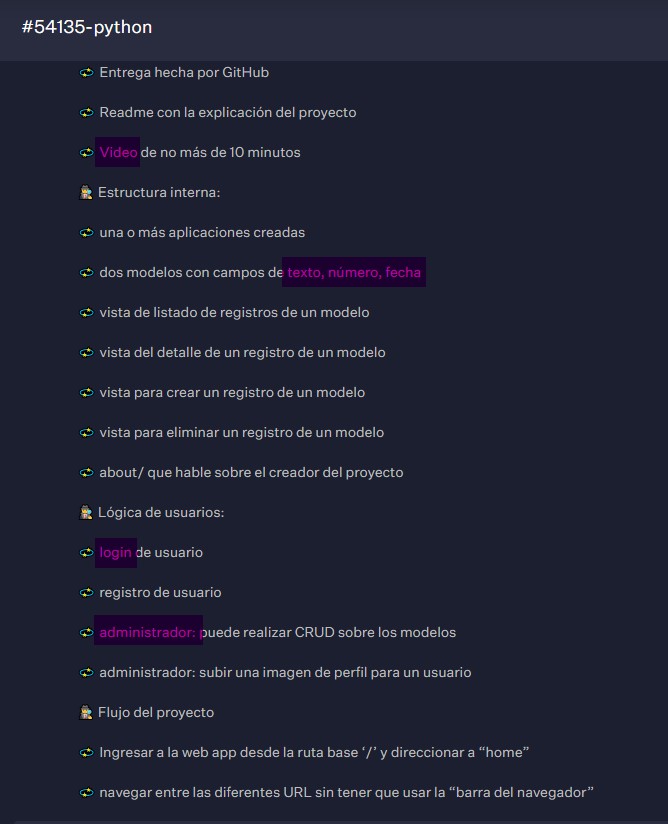 #54135-python
Entrega hecha por GitHub
Readme con la explicación del proyecto
Video de no más de 10 minutos
Estructura interna:
una o más aplicaciones creadas
dos modelos con campos de texto, número, fecha
vista de listado de registros de un modelo
vista del detalle de un registro de un modelo
vista para crear un registro de un modelo
vista para eliminar un registro de un modelo
about/ que hable sobre el creador del proyecto
Lógica de usuarios:
login de usuario
registro de usuario
administrador: puede realizar CRUD sobre los modelos
administrador: subir una imagen de perfil para un usuario
Flujo del proyecto
Ingresar a la web app desde la ruta base ‘/’ y direccionar a “home”
navegar entre las diferentes URL sin tener que usar la “barra del navegador”